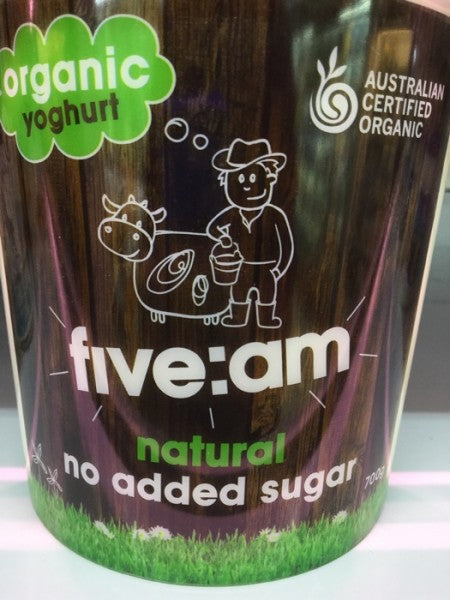 organic
yoghurt
AUSTRALIAN
CERTIFIED
ORGANIC
five:am
natural
no added sugar
700g